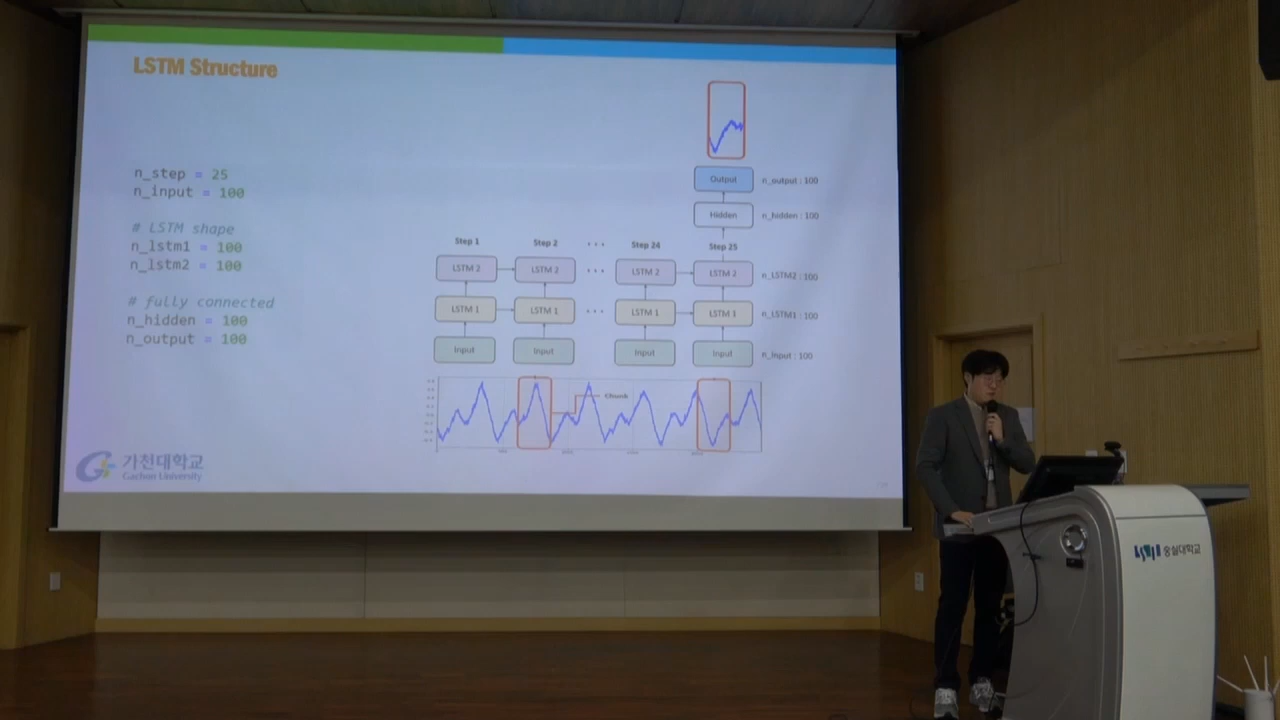 LSTM Structure
n_step = 25
n_input = 100
# LSTM shape
n_lstm1 = 100
n_lstm2 = 100
# fully connected
n_hidden = 100
n_output = 100
Output n_output : 100
Hidden n_hidden : 100
Step 1 Step 2 ··· Step 24 Step 25
LSTM 2 LSTM 2 ··· LSTM 2 LSTM 2 n_LSTM2 : 100
LSTM 1 LSTM 1 ··· LSTM 1 LSTM 1 n_LSTM1 : 100
Input Input Input Input n_input : 100
Chunk
가천대학교
Gachon University
숭실대학교